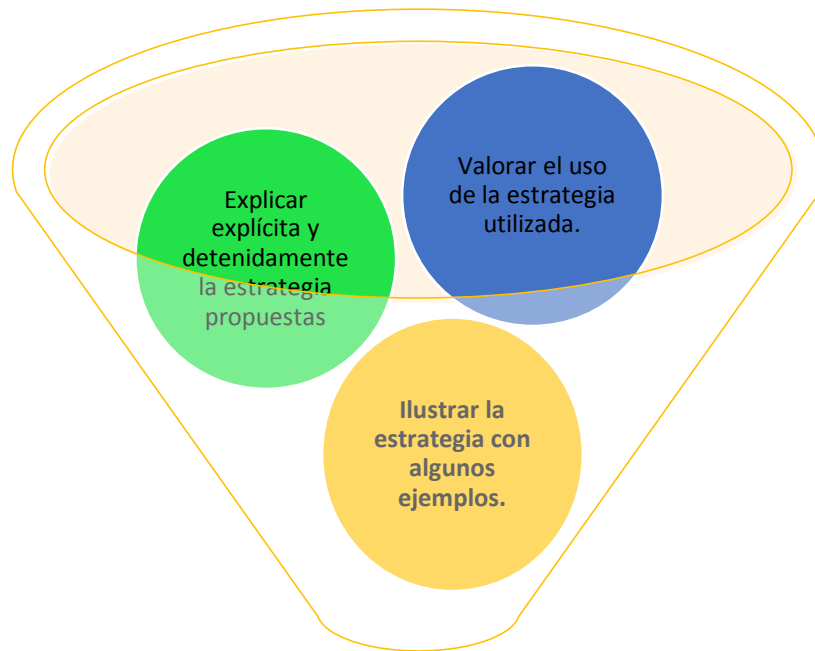 Explicar
explícita y
detenidamente
la estrategia
propuestas
Valorar el uso
de la estrategia
utilizada.
Ilustrar la
estrategia con
algunos
ejemplos.